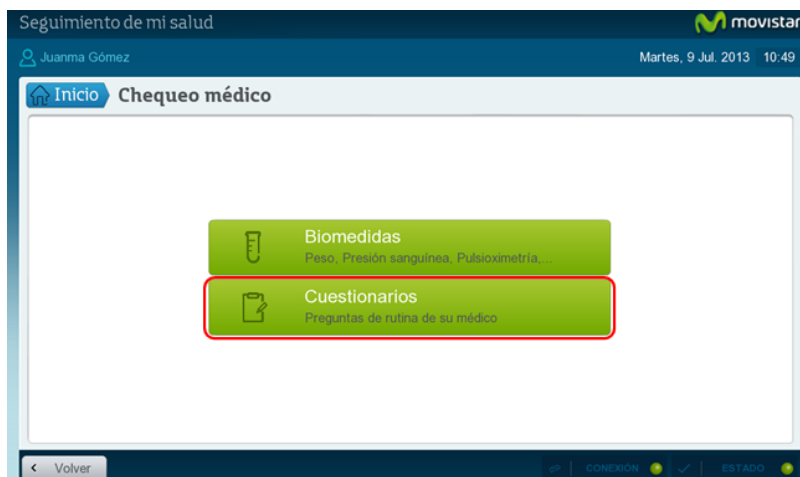 Seguimiento de mi salud
movistar
Juanma Gómez
Martes, 9 Jul. 2013 10:49
Inicio Chequeo médico
Biomedidas
Peso, Presión sanguínea, Pulsioximetría,...
Cuestionarios
Preguntas de rutina de su médico
Volver
CONEXIÓN
ESTADO